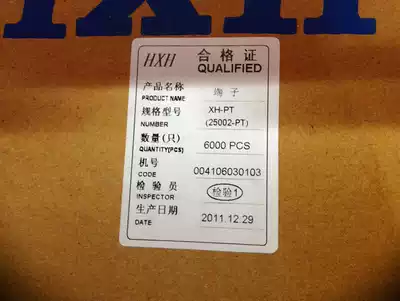 HXH
HXH 合格证
QUALIFIED
产品名称 端子
PRODUCT NAME
规格型号 XH-PT
NUMBER (25002-PT)
数量(只) 6000 PCS
QUANTITY(PCS)
机号 004106030103
CODE
检验员 检验1
INSPECTOR
生产日期 2011.12.29
DATE